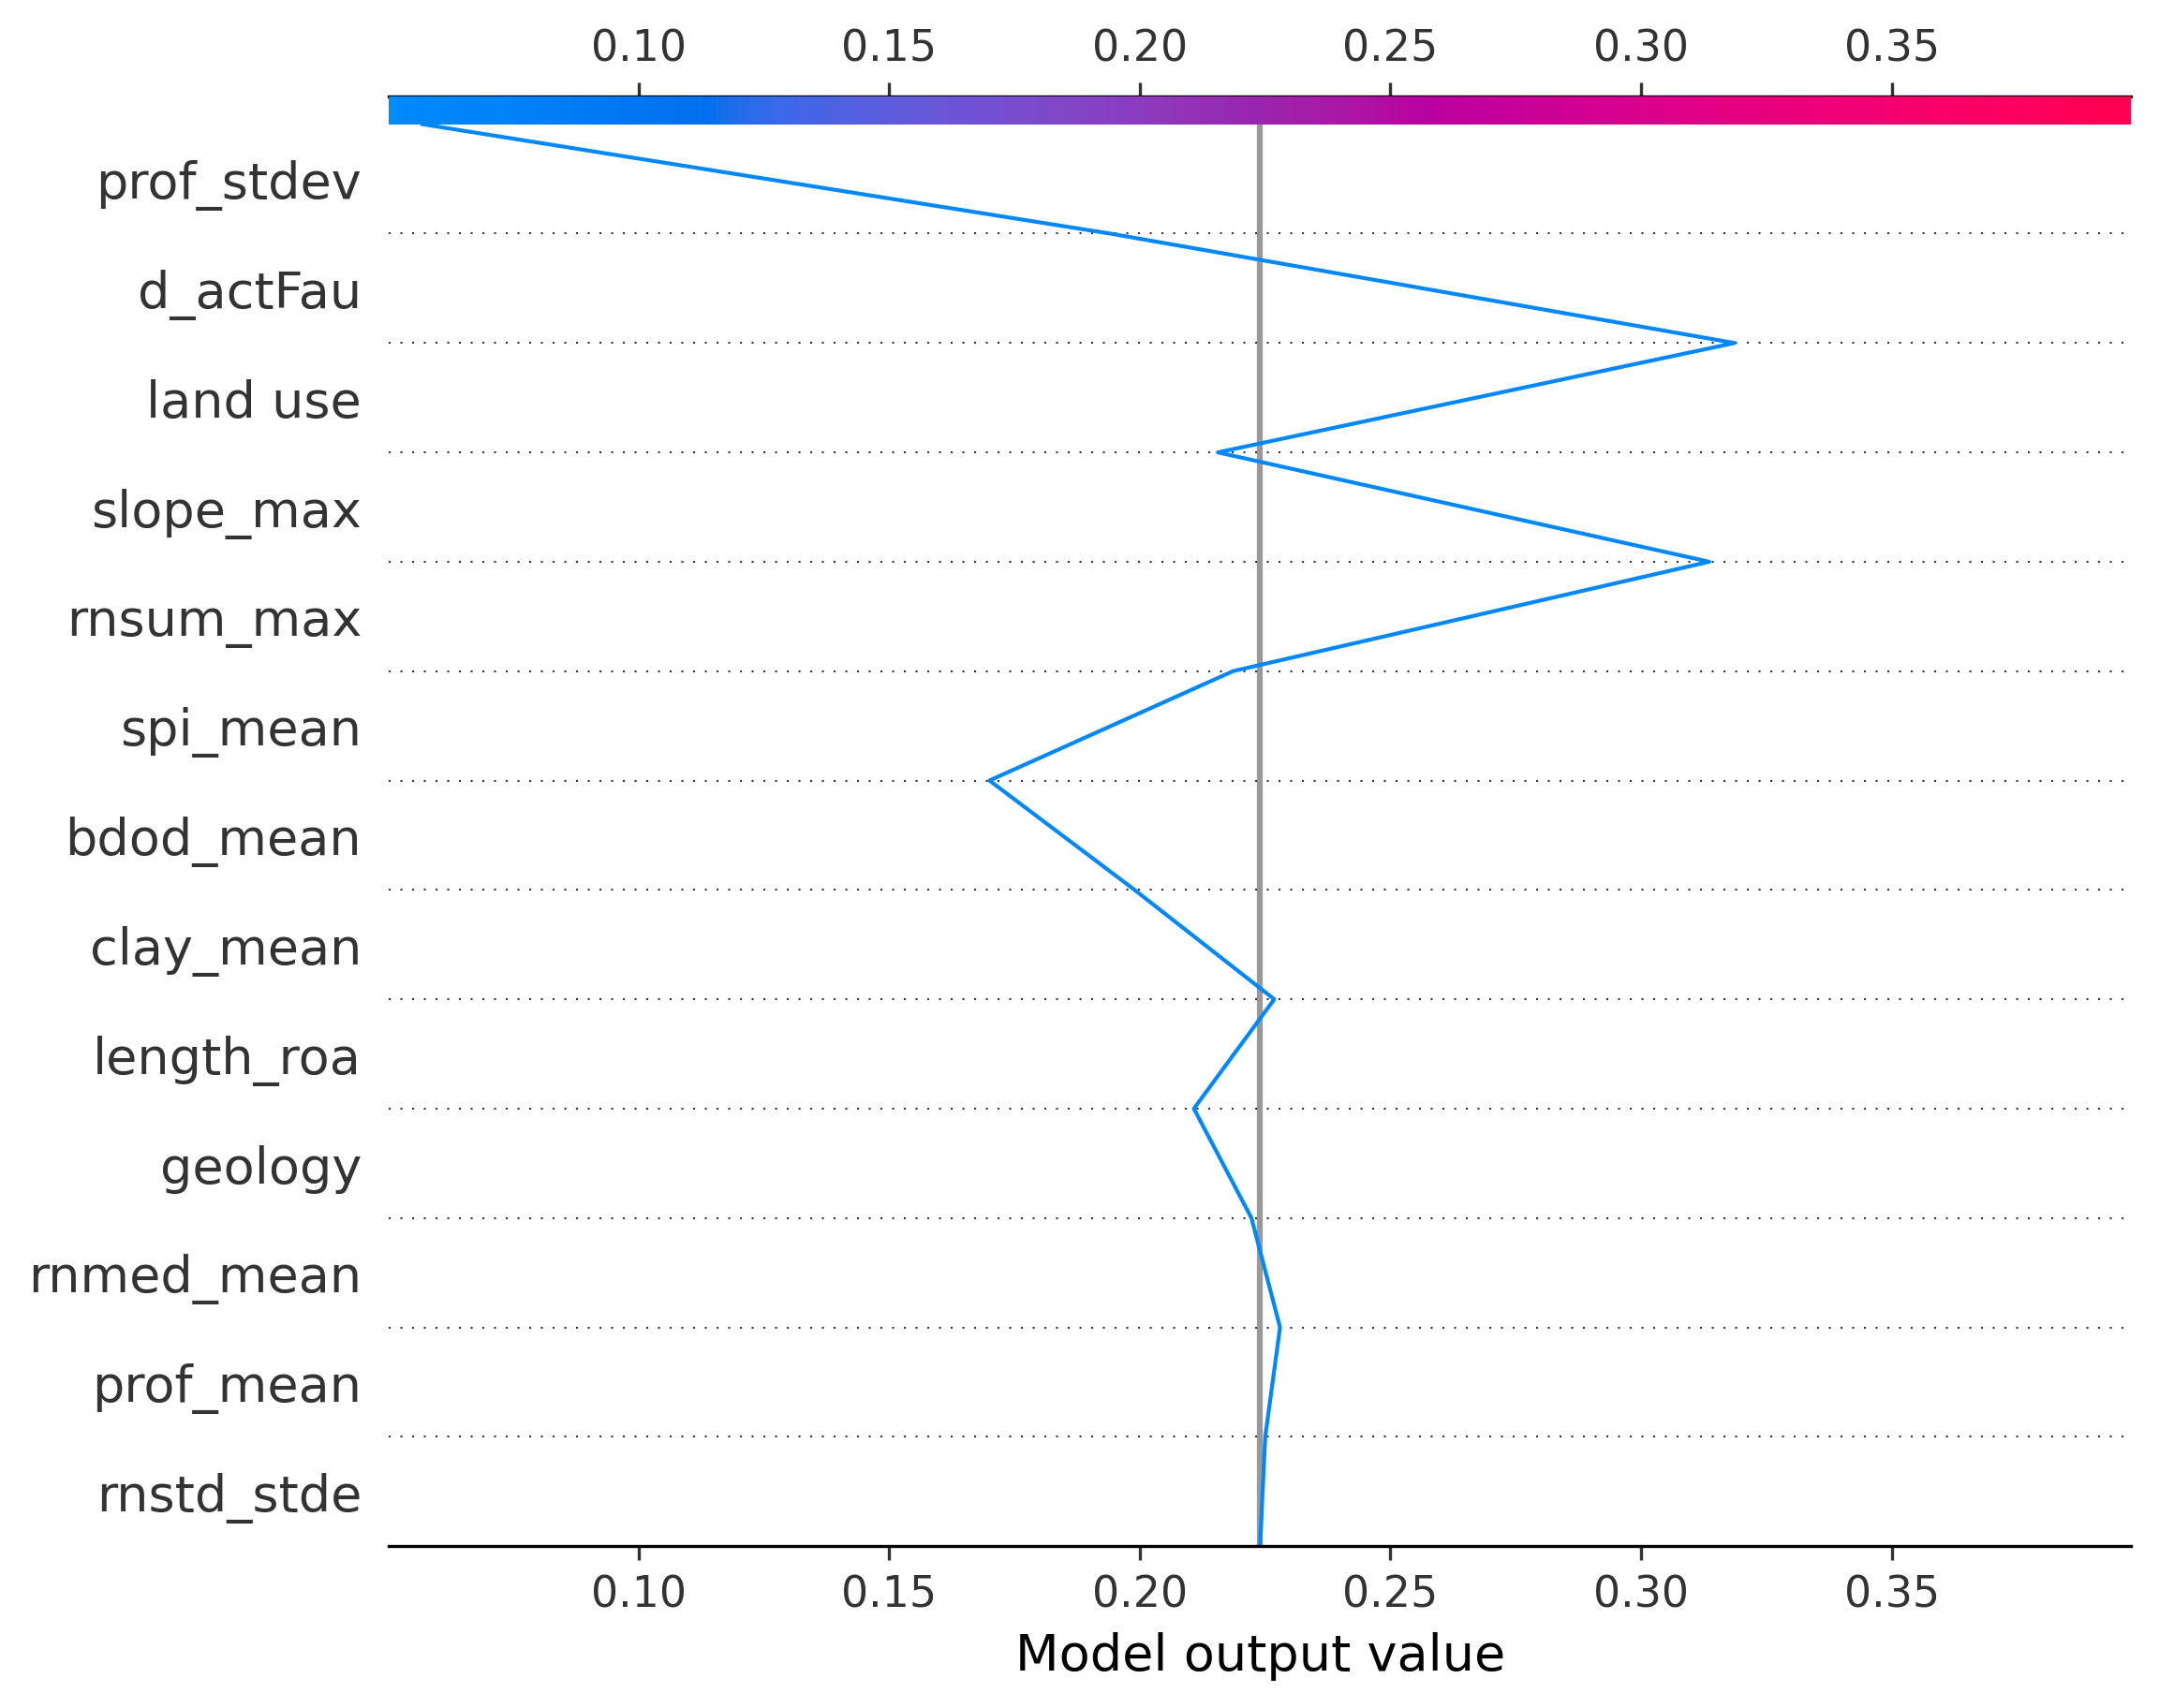 0.10 0.15 0.20 0.25 0.30 0.35
prof_stdev
d_actFau
land use
slope_max
rnsum_max
spi_mean
bdod_mean
clay_mean
length_roa
geology
rnmed_mean
prof_mean
rnstd_stde
0.10 0.15 0.20 0.25 0.30 0.35
Model output value